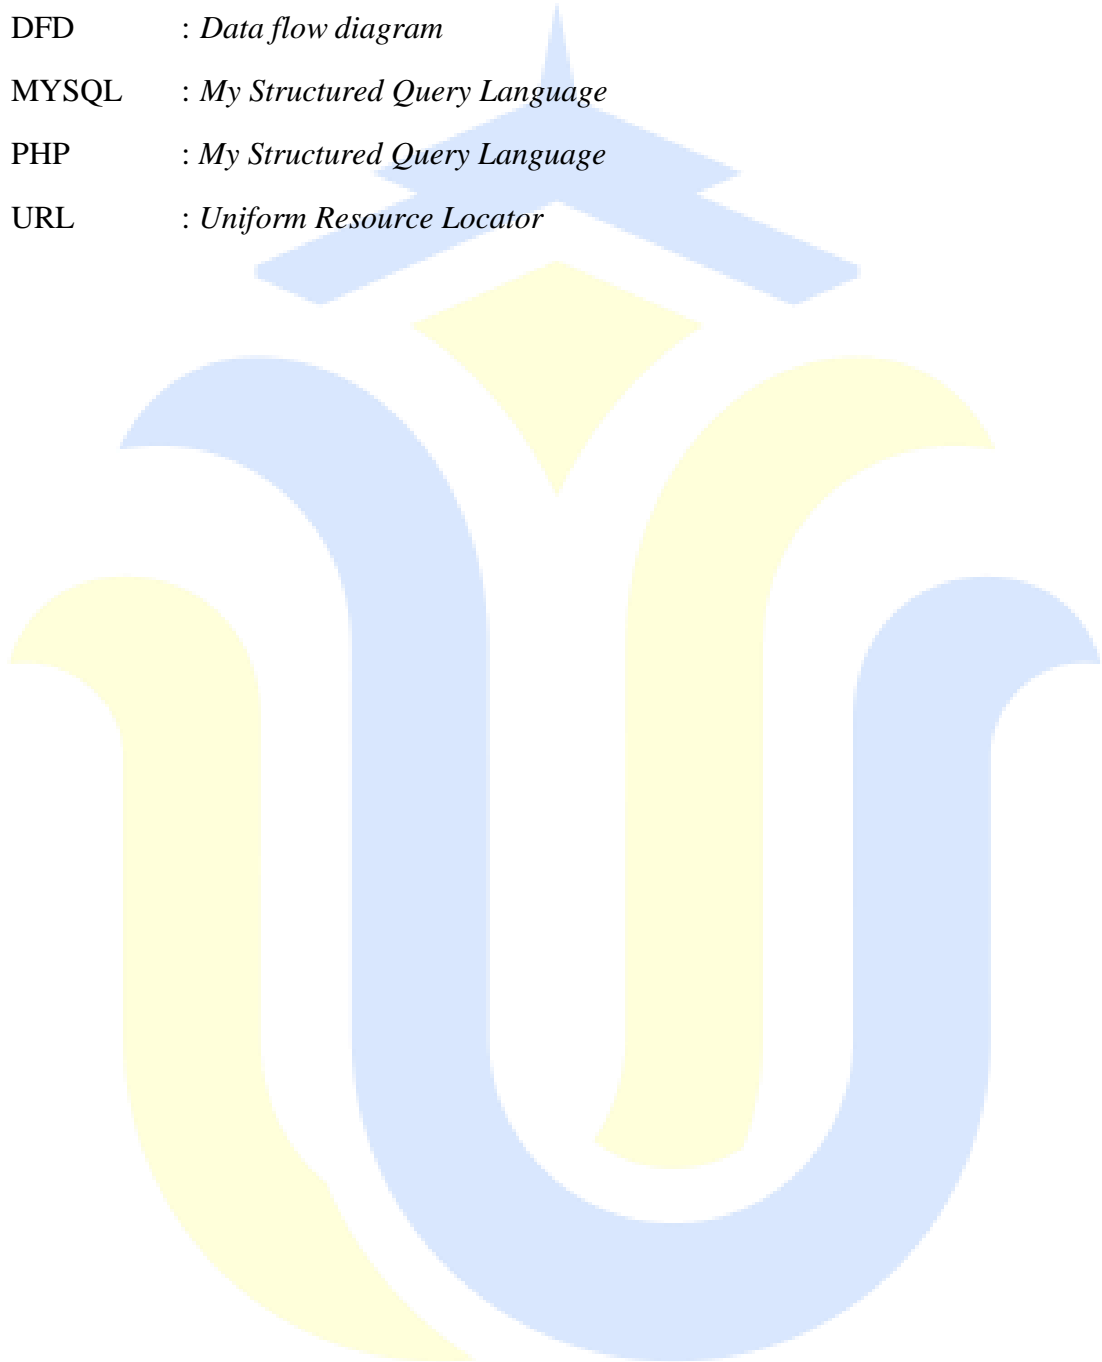 DFD : Data flow diagram
MYSQL : My Structured Query Language
PHP : My Structured Query Language
URL : Uniform Resource Locator